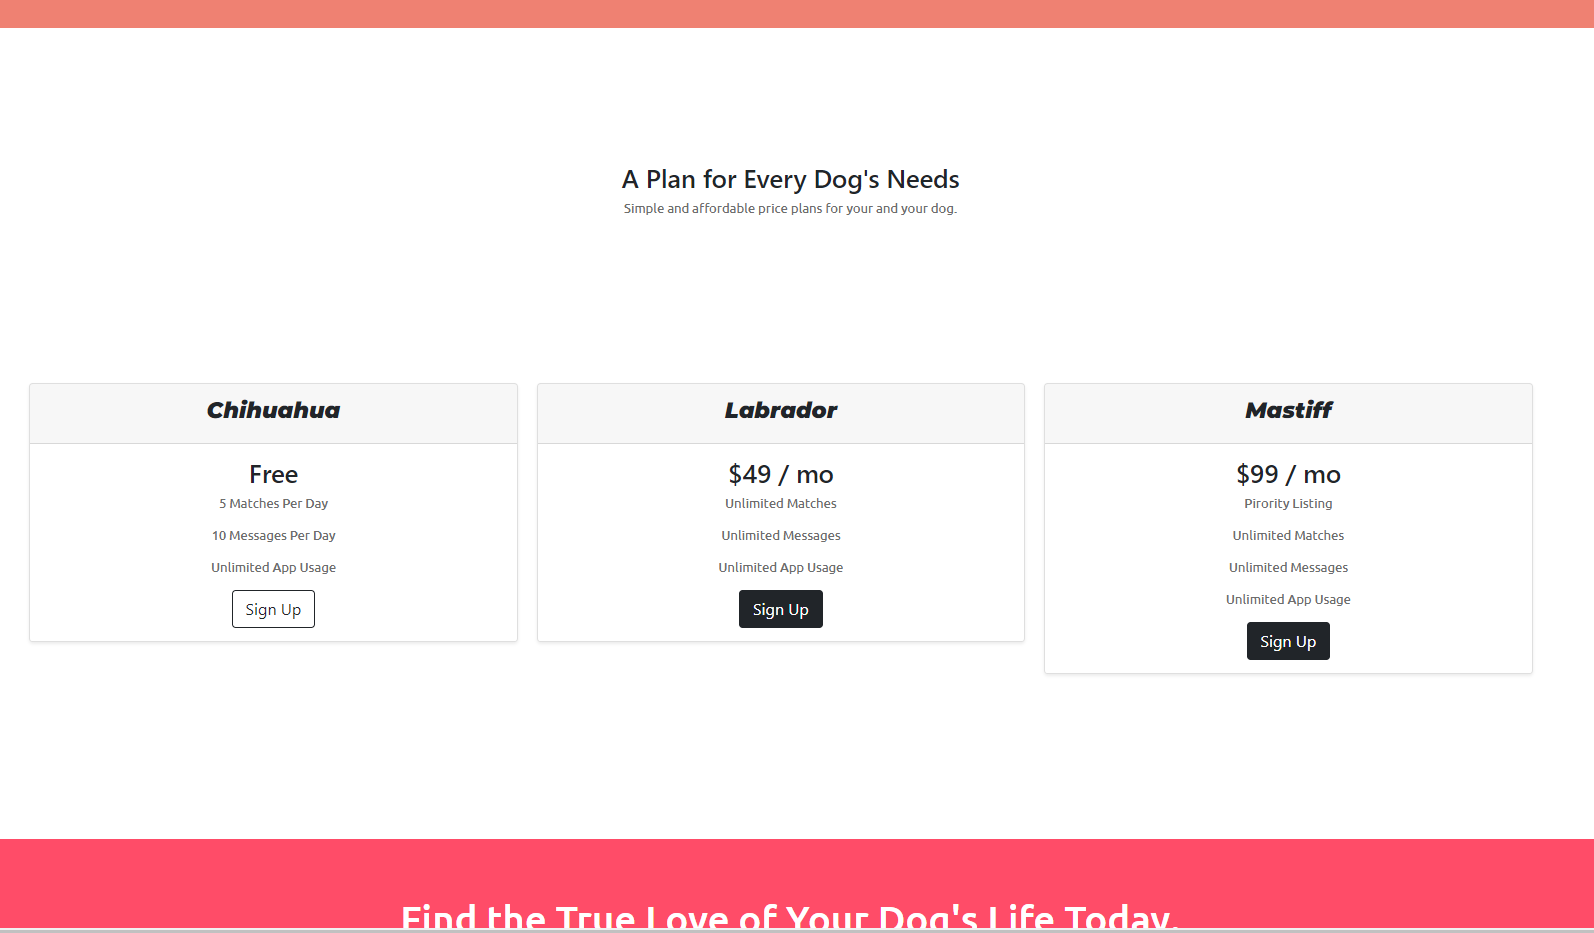 A Plan for Every Dog's Needs
Simple and affordable price plans for your and your dog.
Chihuahua
Free
5 Matches Per Day
10 Messages Per Day
Unlimited App Usage
Sign Up
Labrador
$49 / mo
Unlimited Matches
Unlimited Messages
Unlimited App Usage
Sign Up
Mastiff
$99 / mo
Pirority Listing
Unlimited Matches
Unlimited Messages
Unlimited App Usage
Sign Up
Find the True Love of Your Dog's Life Today.